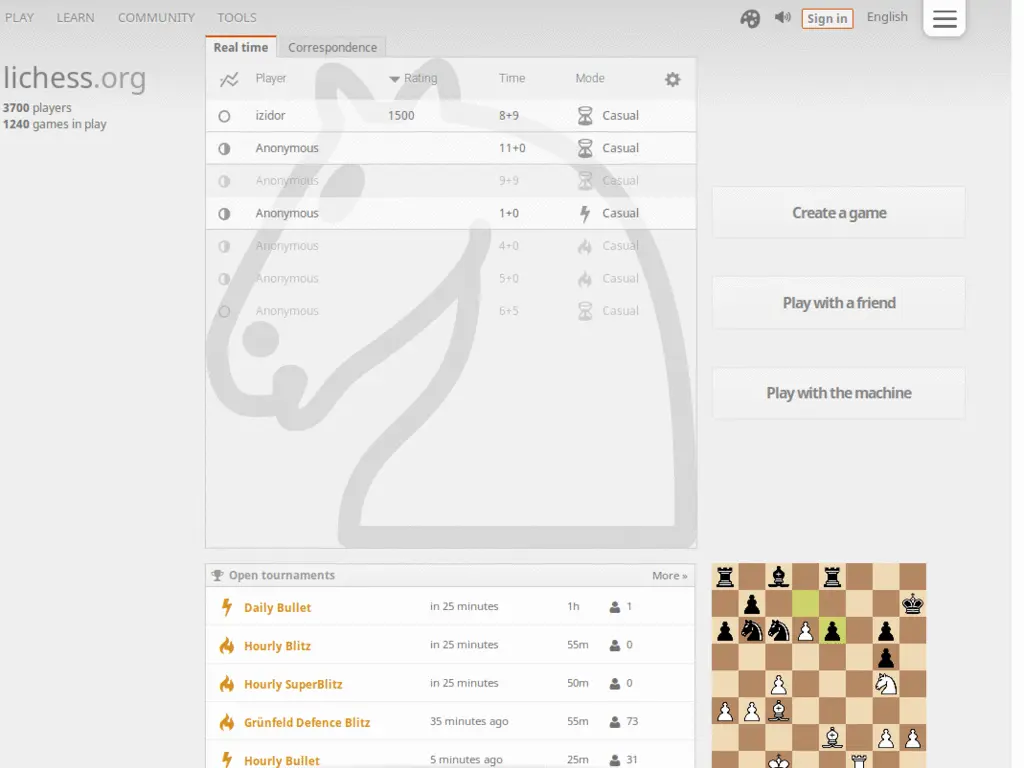 PLAY LEARN COMMUNITY TOOLS Sign in English
Real time Correspondence
lichess.org
3700 players
1240 games in play
Player Rating Time Mode
izidor 1500 8+9 Casual
Anonymous 11+0 Casual
Anonymous 9+9 Casual
Anonymous 1+0 Casual
Anonymous 4+0 Casual
Anonymous 5+0 Casual
Anonymous 6+5 Casual
Create a game
Play with a friend
Play with the machine
Open tournaments More »
Daily Bullet in 25 minutes 1h 1
Hourly Blitz in 25 minutes 55m 0
Hourly SuperBlitz in 25 minutes 50m 0
Grünfeld Defence Blitz 35 minutes ago 55m 73
Hourly Bullet 5 minutes ago 25m 31